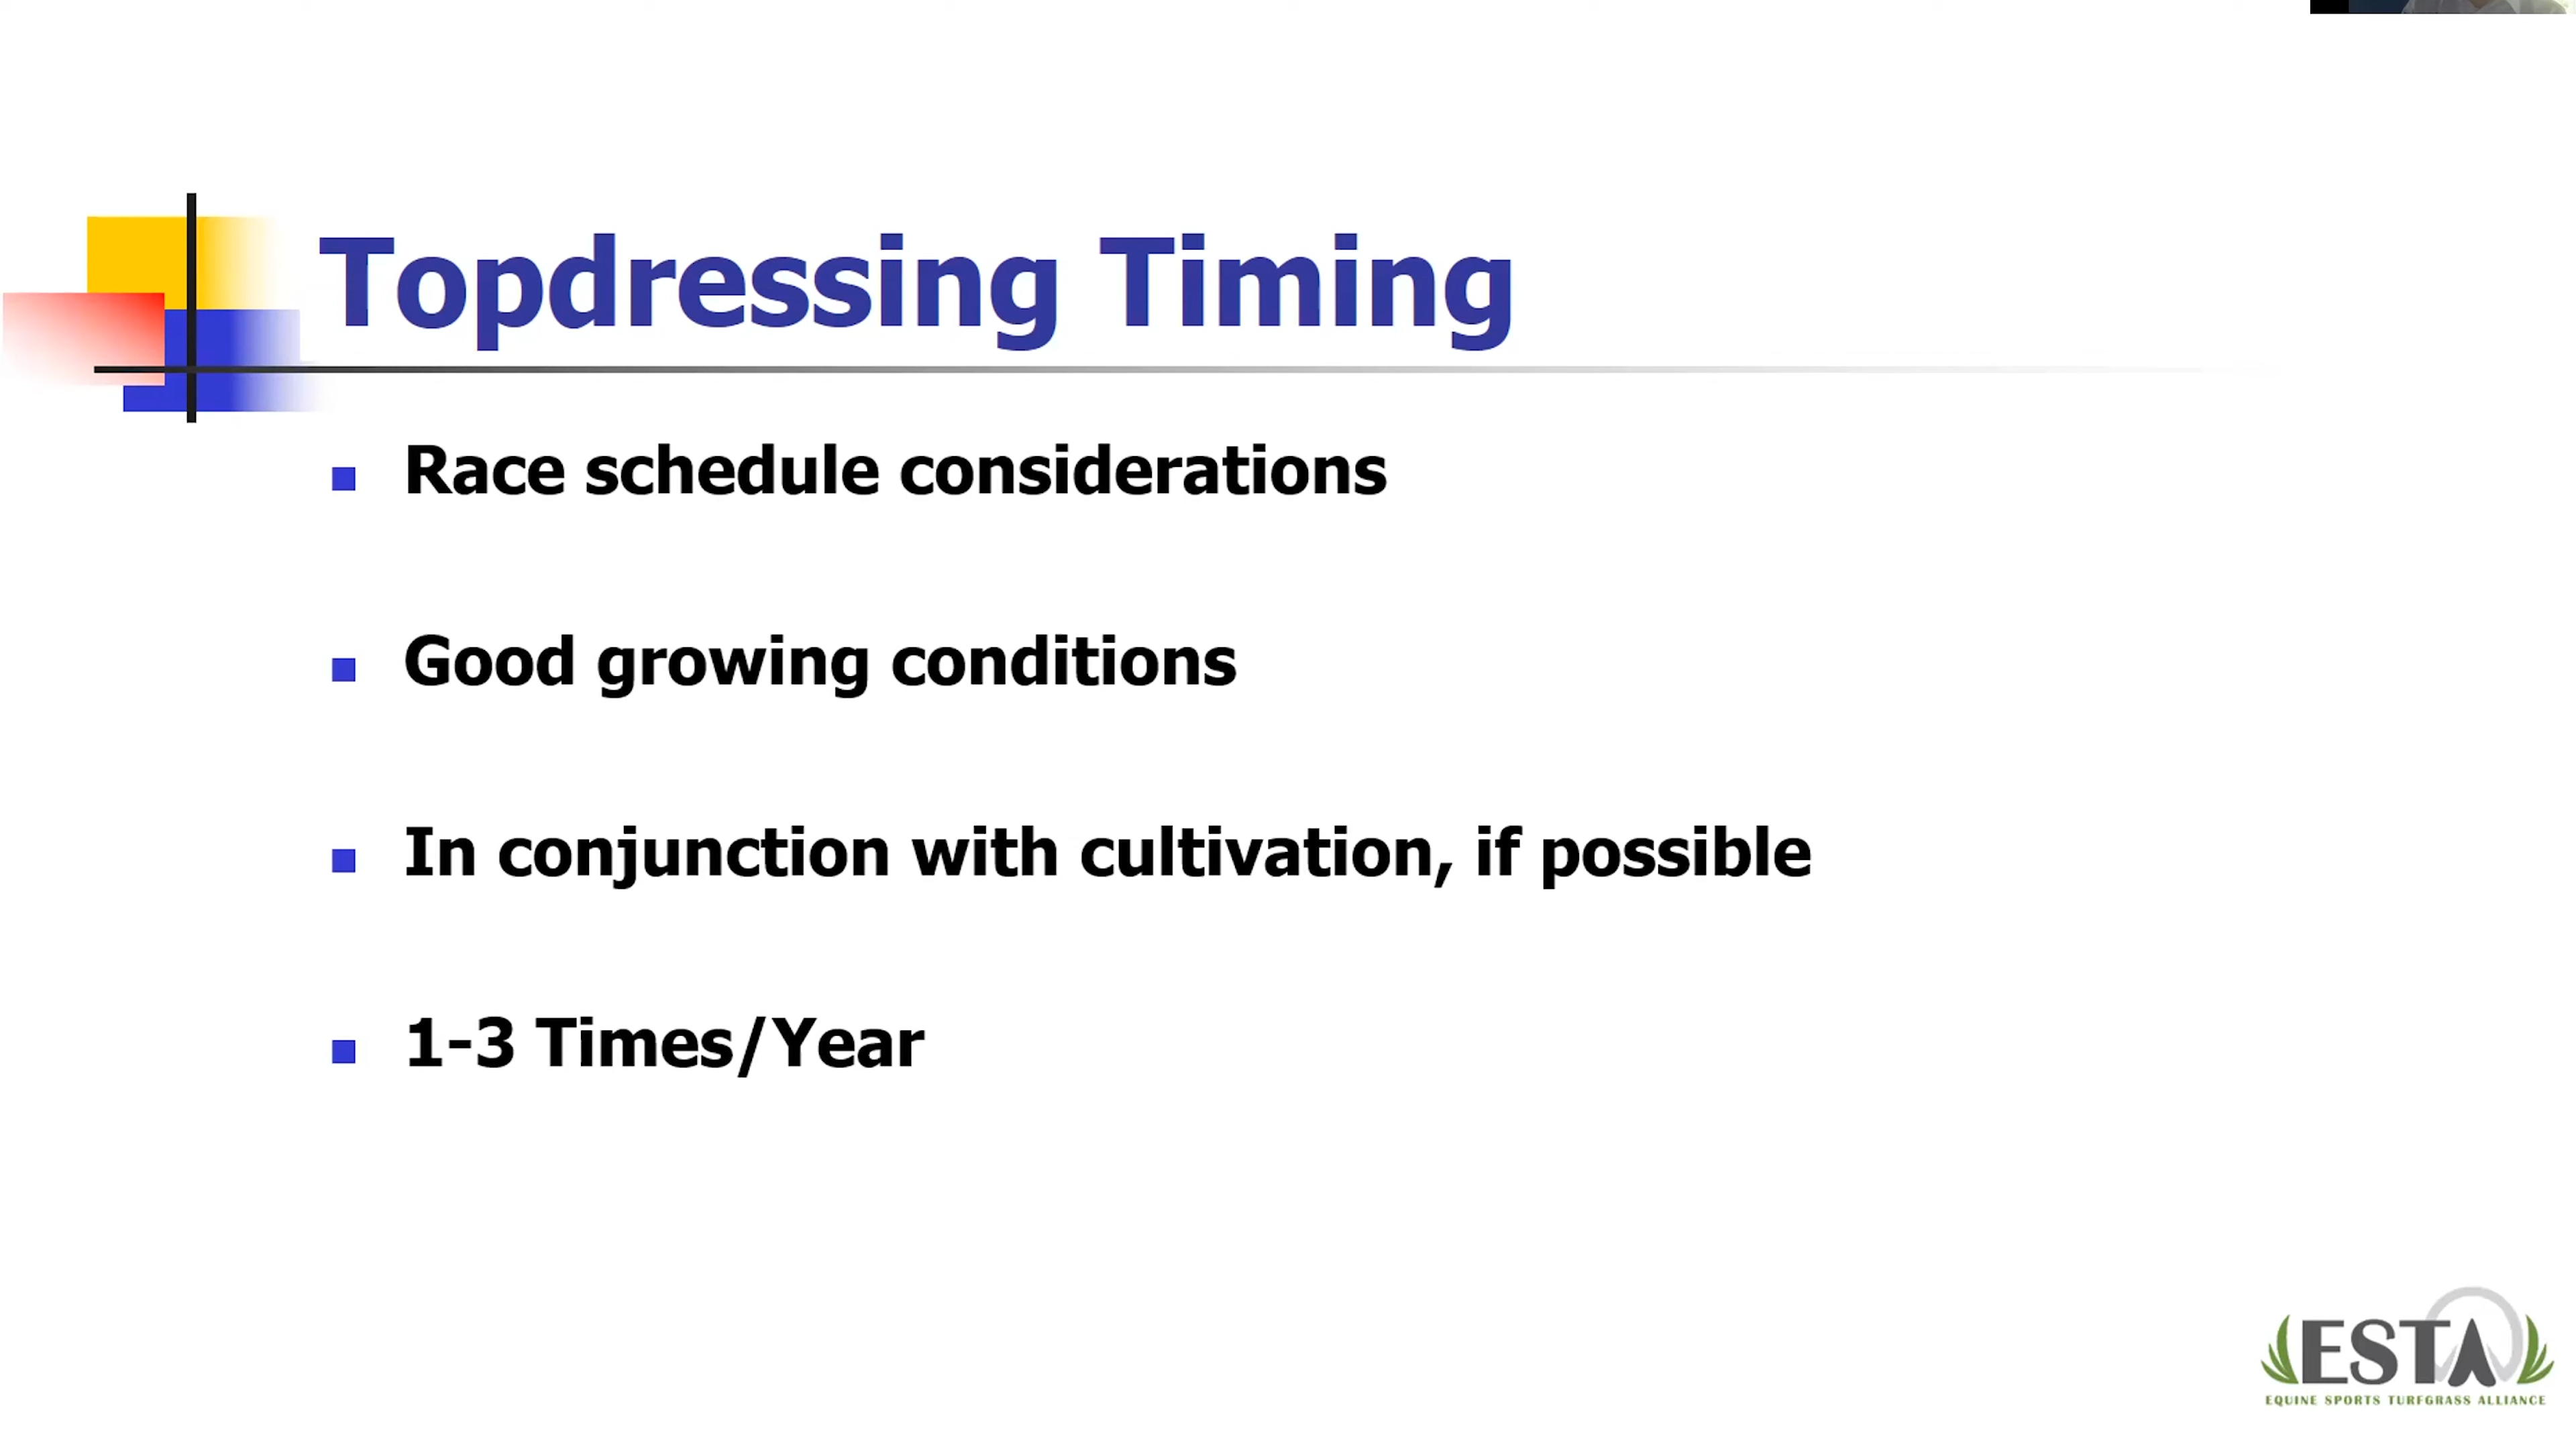 Topdressing Timing
Race schedule considerations
Good growing conditions
In conjunction with cultivation, if possible
1-3 Times/Year
ESTA
EQUINE SPORTS TURFGRASS ALLIANCE